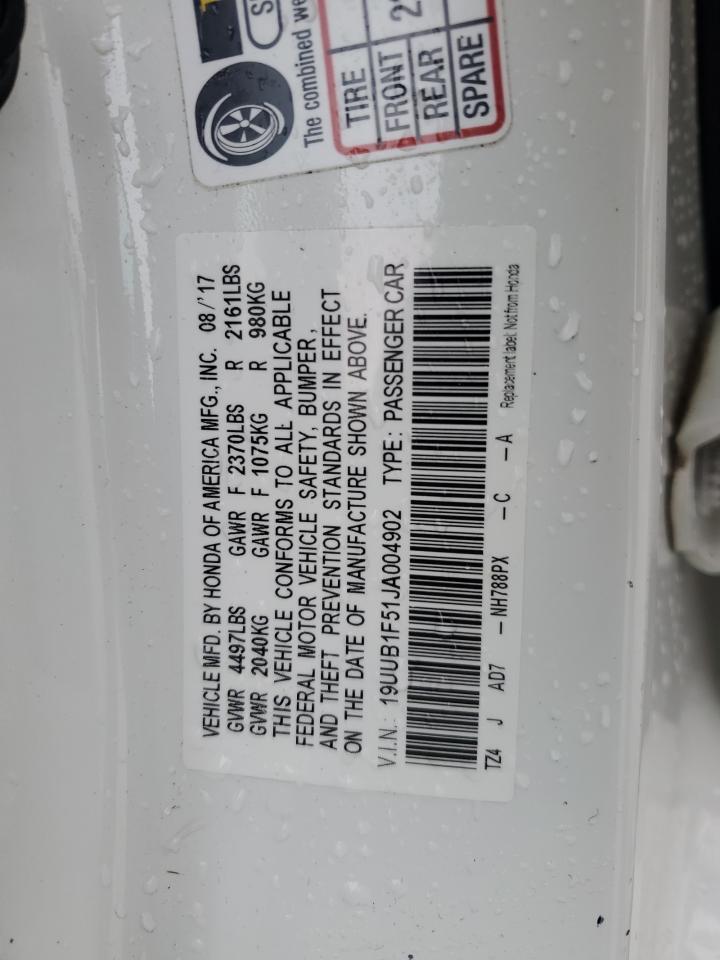 The combined we
TIRE
FRONT 2
REAR
SPARE
VEHICLE MFD. BY HONDA OF AMERICA MFG., INC. 08/'17
GVWR 4497LBS GAWR F 2370LBS R 2161LBS
GVWR 2040KG GAWR F 1075KG R 980KG
THIS VEHICLE CONFORMS TO ALL APPLICABLE
FEDERAL MOTOR VEHICLE SAFETY, BUMPER,
AND THEFT PREVENTION STANDARDS IN EFFECT
ON THE DATE OF MANUFACTURE SHOWN ABOVE.
V.I.N.: 19UUB1F51JA004902 TYPE: PASSENGER CAR
TZ4 J AD7 -NH788PX -C -A Replacement label. Not from Honda